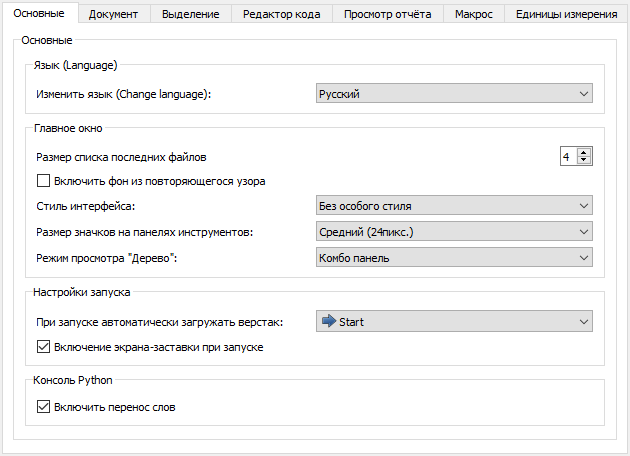 Основные Документ Выделение Редактор кода Просмотр отчёта Макрос Единицы измерения
Основные
Язык (Language)
Изменить язык (Change language): Русский
Главное окно
Размер списка последних файлов 4
Включить фон из повторяющегося узора
Стиль интерфейса: Без особого стиля
Размер значков на панелях инструментов: Средний (24пикс.)
Режим просмотра "Дерево": Комбо панель
Настройки запуска
При запуске автоматически загружать верстак: Start
Включение экрана-заставки при запуске
Консоль Python
Включить перенос слов